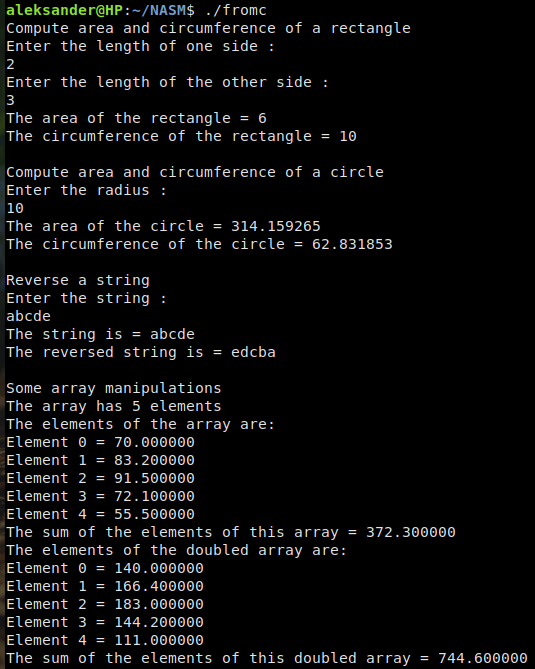 aleksander@HP:~/NASM$ ./fromc
Compute area and circumference of a rectangle
Enter the length of one side :
2
Enter the length of the other side :
3
The area of the rectangle = 6
The circumference of the rectangle = 10
Compute area and circumference of a circle
Enter the radius :
10
The area of the circle = 314.159265
The circumference of the circle = 62.831853
Reverse a string
Enter the string :
abcde
The string is = abcde
The reversed string is = edcba
Some array manipulations
The array has 5 elements
The elements of the array are:
Element 0 = 70.000000
Element 1 = 83.200000
Element 2 = 91.500000
Element 3 = 72.100000
Element 4 = 55.500000
The sum of the elements of this array = 372.300000
The elements of the doubled array are:
Element 0 = 140.000000
Element 1 = 166.400000
Element 2 = 183.000000
Element 3 = 144.200000
Element 4 = 111.000000
The sum of the elements of this doubled array = 744.600000